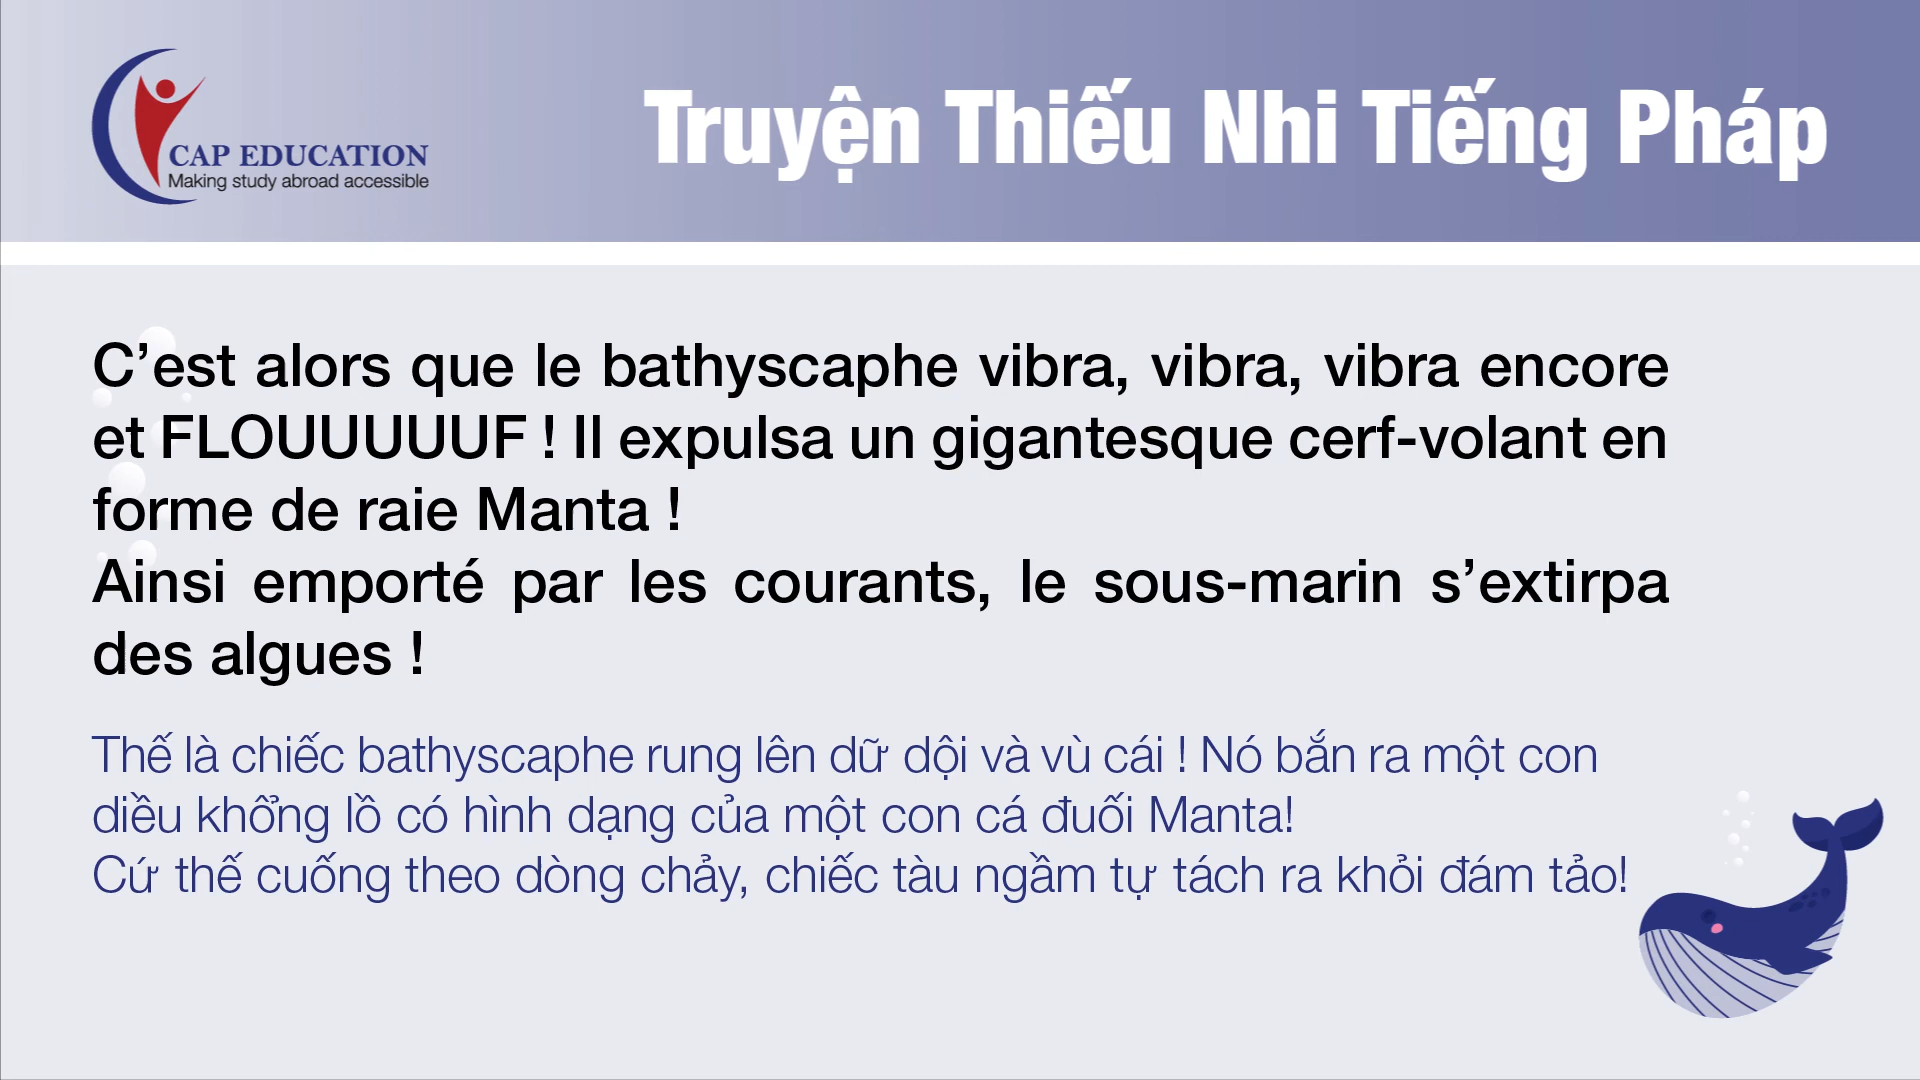 CAP EDUCATION
Making study abroad accessible
Truyện Thiếu Nhi Tiếng Pháp
C’est alors que le bathyscaphe vibra, vibra, vibra encore
et FLOUUUUUF ! Il expulsa un gigantesque cerf-volant en
forme de raie Manta !
Ainsi emporté par les courants, le sous-marin s’extirpa
des algues !
Thế là chiếc bathyscaphe rung lên dữ dội và vù cái ! Nó bắn ra một con
diều khổng lồ có hình dạng của một con cá đuối Manta!
Cứ thế cuống theo dòng chảy, chiếc tàu ngầm tự tách ra khỏi đám tảo!